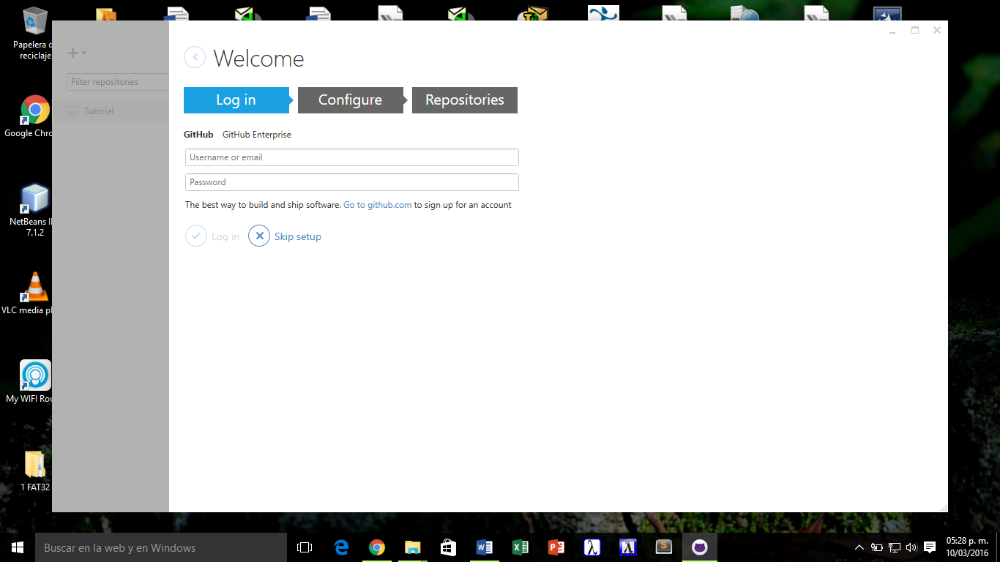 Papelera d
reciclaje
Google Chro
NetBeans I
7.1.2
VLC media pl
My WIFI Rou
1 FAT32
Filter repositories
Tutorial
Welcome
Log in
Configure
Repositories
GitHub GitHub Enterprise
Username or email
Password
The best way to build and ship software. Go to github.com to sign up for an account
Log in
Skip setup
Buscar en la web y en Windows
05:28 p. m.
10/03/2016